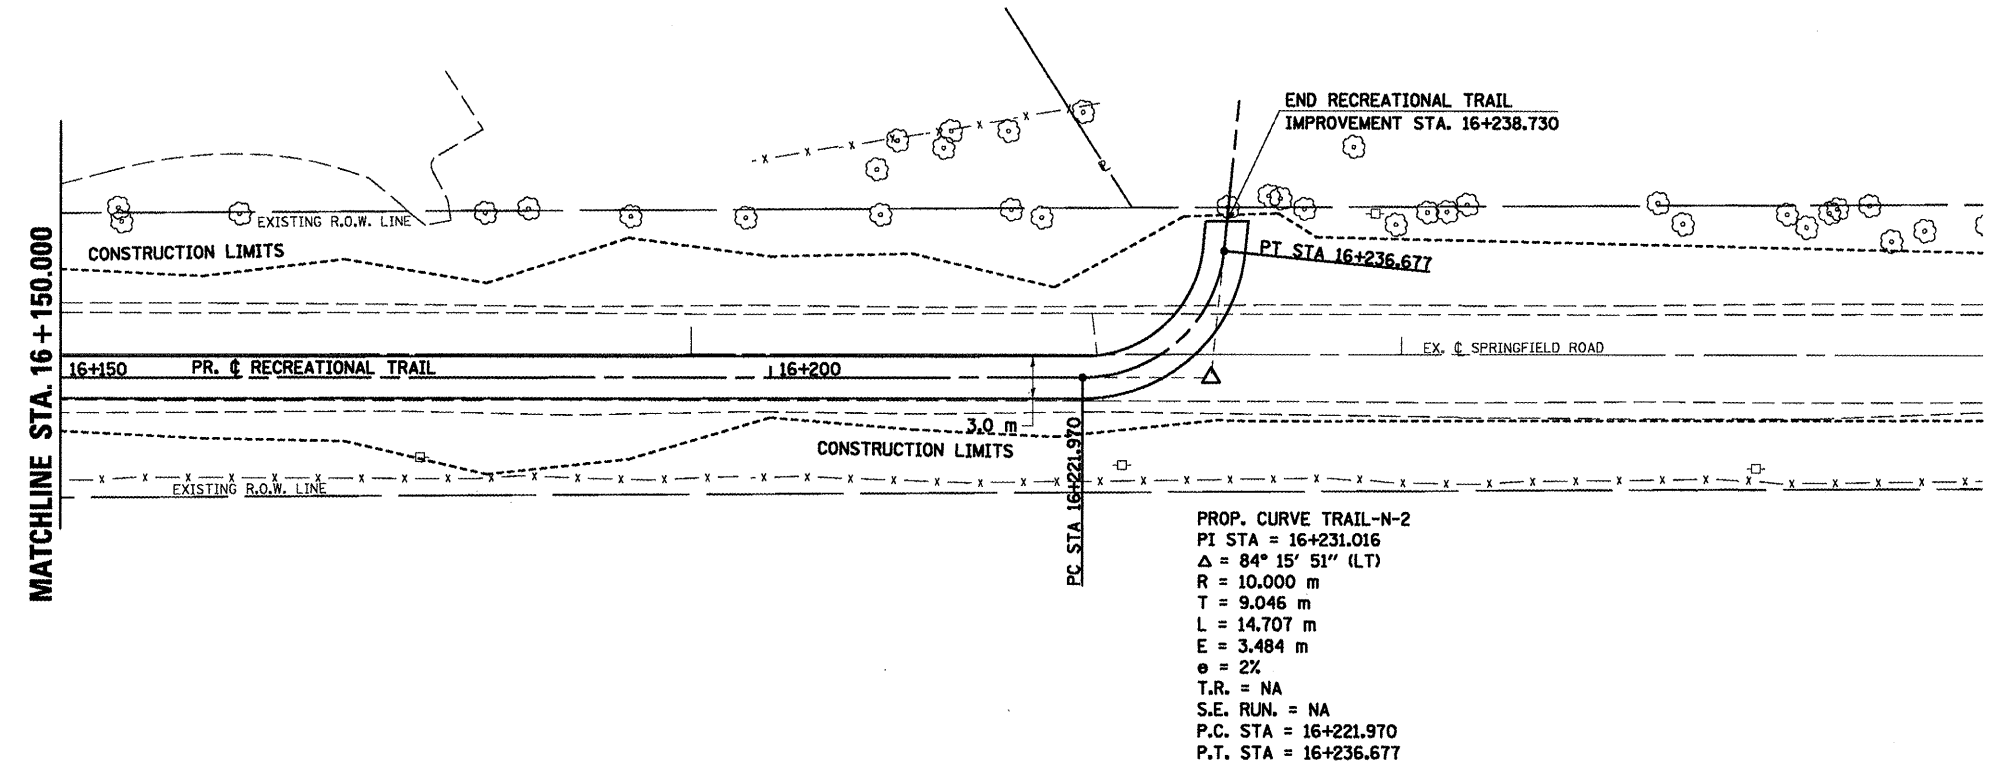 MATCHLINE STA. 16+150.000
END RECREATIONAL TRAIL
IMPROVEMENT STA. 16+238.730
EXISTING R.O.W. LINE
CONSTRUCTION LIMITS
PT STA 16+236.677
16+150
PR. ℄ RECREATIONAL TRAIL
16+200
EX. ℄ SPRINGFIELD ROAD
3.0 m
CONSTRUCTION LIMITS
PC STA 16+221.970
EXISTING R.O.W. LINE
PROP. CURVE TRAIL-N-2
PI STA = 16+231.016
Δ = 84° 15' 51" (LT)
R = 10.000 m
T = 9.046 m
L = 14.707 m
E = 3.484 m
e = 2%
T.R. = NA
S.E. RUN. = NA
P.C. STA = 16+221.970
P.T. STA = 16+236.677